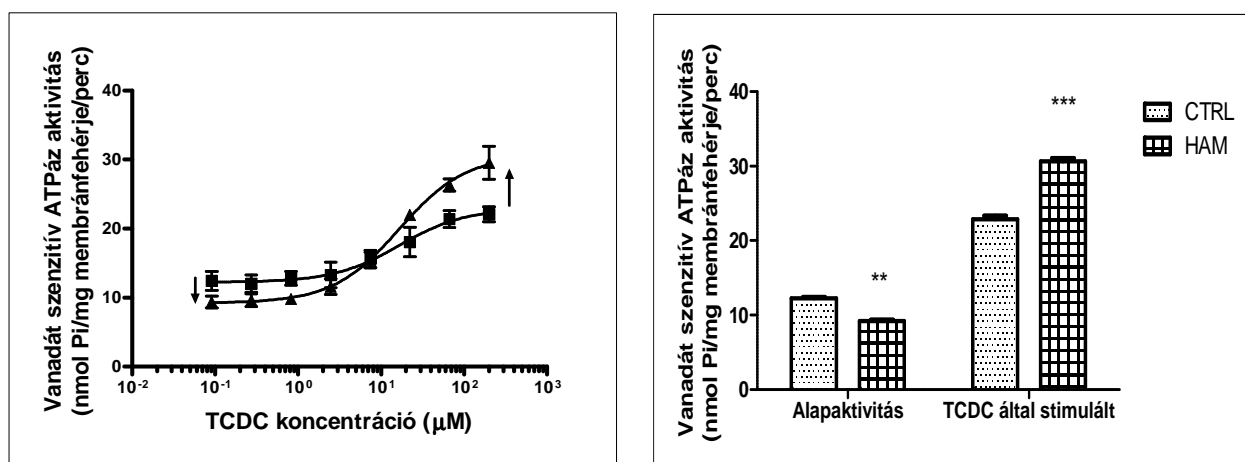 Vanadát szenzitív ATPáz aktivitás
(nmol Pi/mg membránfehérje/perc)
40
30
20
10
0
10-2 10-1 10⁰ 10¹ 10² 10³
TCDC koncentráció (µM)
Vanadát szenzitív ATPáz aktivitás
(nmol Pi/mg membránfehérje/perc)
40
30
20
10
0
**
***
Alapaktivitás TCDC által stimulált
CTRL
HAM